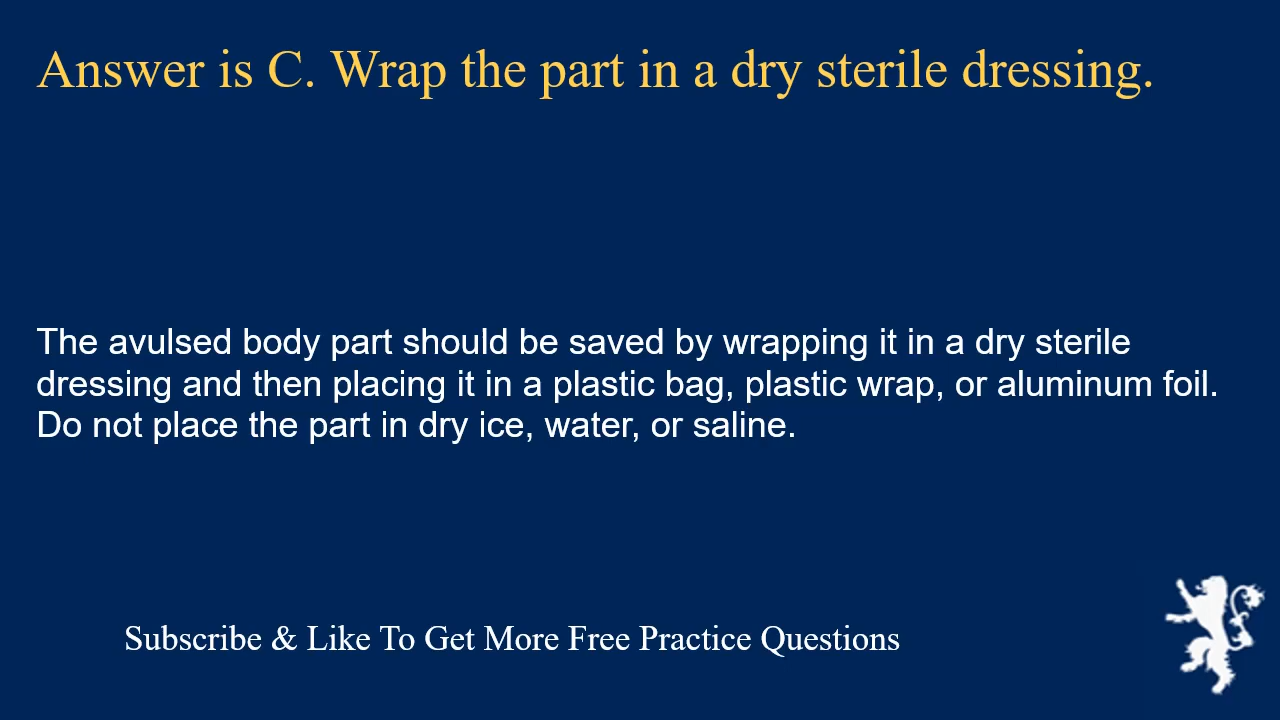 Answer is C. Wrap the part in a dry sterile dressing.
The avulsed body part should be saved by wrapping it in a dry sterile
dressing and then placing it in a plastic bag, plastic wrap, or aluminum foil.
Do not place the part in dry ice, water, or saline.
Subscribe & Like To Get More Free Practice Questions